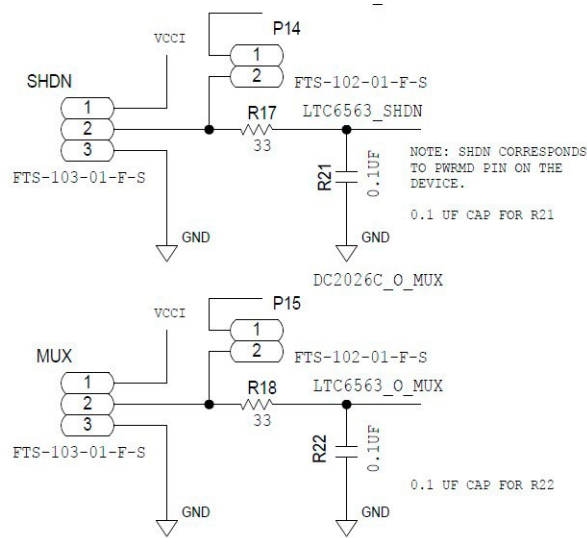 P14
VCCI
1
2
SHDN
FTS-102-01-F-S
1
R17
LTC6563_SHDN
2
3
33
NOTE: SHDN CORRESPONDS
TO PWRMD PIN ON THE
DEVICE.
FTS-103-01-F-S
R21
0.1UF
0.1 UF CAP FOR R21
GND
GND
DC2026C_O_MUX
P15
VCCI
1
2
MUX
FTS-102-01-F-S
1
R18
LTC6563_O_MUX
2
3
33
FTS-103-01-F-S
R22
0.1UF
0.1 UF CAP FOR R22
GND
GND